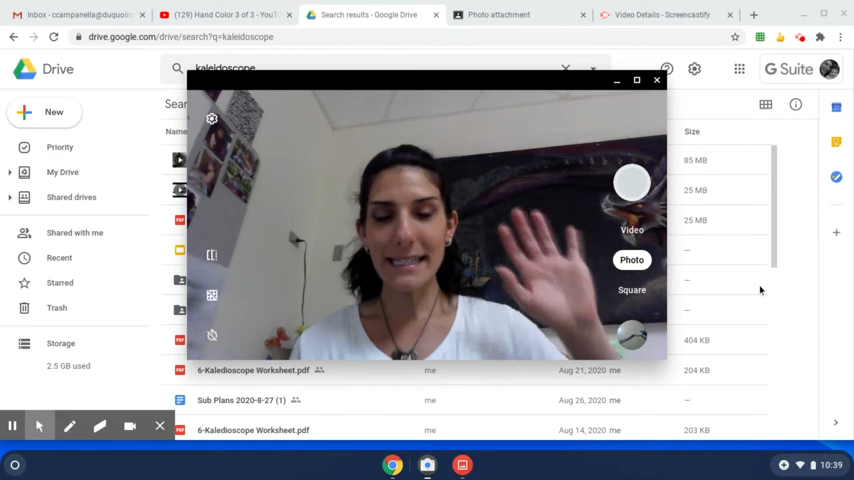 Inbox - ccampanella@duquoin
(129) Hand Color 3 of 3 - YouT
Search results - Google Drive
Photo attachment
Video Details - Screencastify
drive.google.com/drive/search?q=kaleidoscope
Drive
kaleidoscope
G Suite
New
Sear
Name
Size
Priority
My Drive
Shared drives
Shared with me
Recent
Starred
Trash
Storage
2.5 GB used
85 MB
25 MB
25 MB
–
–
–
404 KB
Video
Photo
Square
6-Kaledioscope Worksheet.pdf me Aug 21, 2020 me 204 KB
Sub Plans 2020-8-27 (1) me Aug 26, 2020 me –
6-Kaledioscope Worksheet.pdf me Aug 14, 2020 me 203 KB
10:39